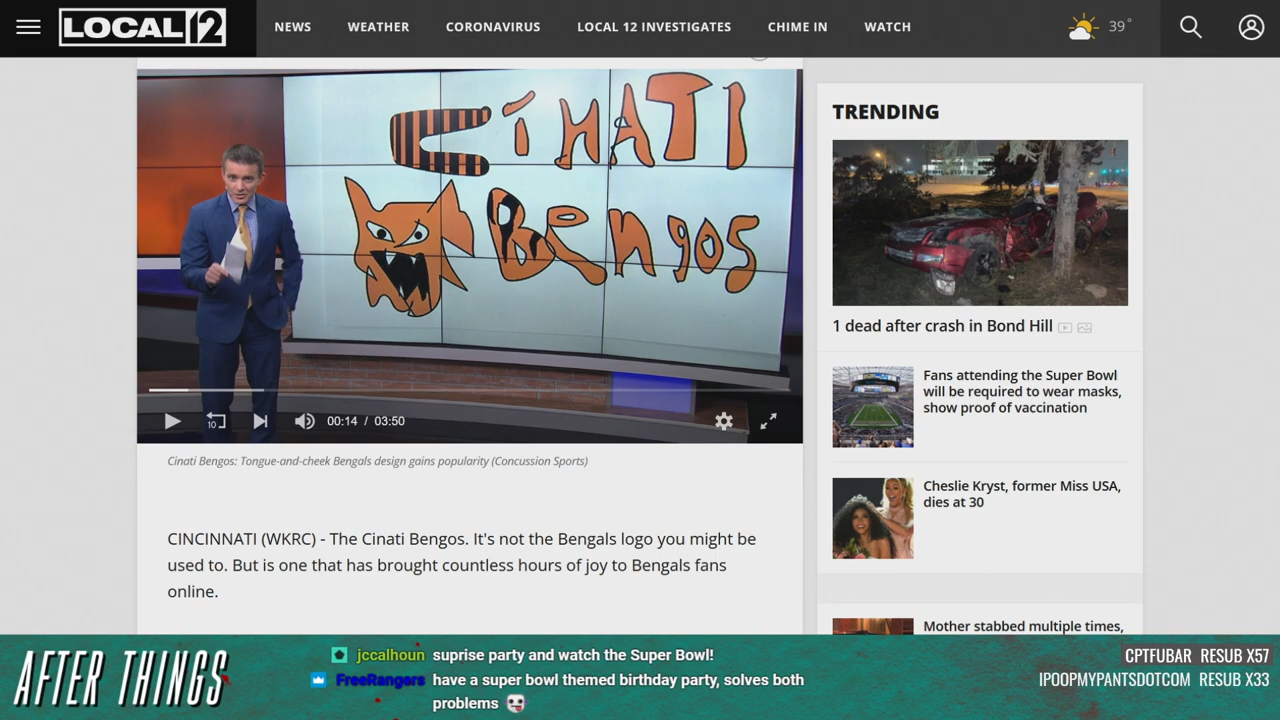 LOCAL 12
NEWS
WEATHER
CORONAVIRUS
LOCAL 12 INVESTIGATES
CHIME IN
WATCH
39°
CINATI
BengoS
10
00:14 / 03:50
Cinati Bengos: Tongue-and-cheek Bengals design gains popularity (Concussion Sports)
CINCINNATI (WKRC) - The Cinati Bengos. It's not the Bengals logo you might be
used to. But is one that has brought countless hours of joy to Bengals fans
online.
TRENDING
1 dead after crash in Bond Hill
Fans attending the Super Bowl
will be required to wear masks,
show proof of vaccination
Cheslie Kryst, former Miss USA,
dies at 30
Mother stabbed multiple times,
AFTER THINGS
jccalhoun suprise party and watch the Super Bowl!
FreeRangers have a super bowl themed birthday party, solves both
problems
CPTFUBAR RESUB X57
IPOOPMYPANTSDOTCOM RESUB X33